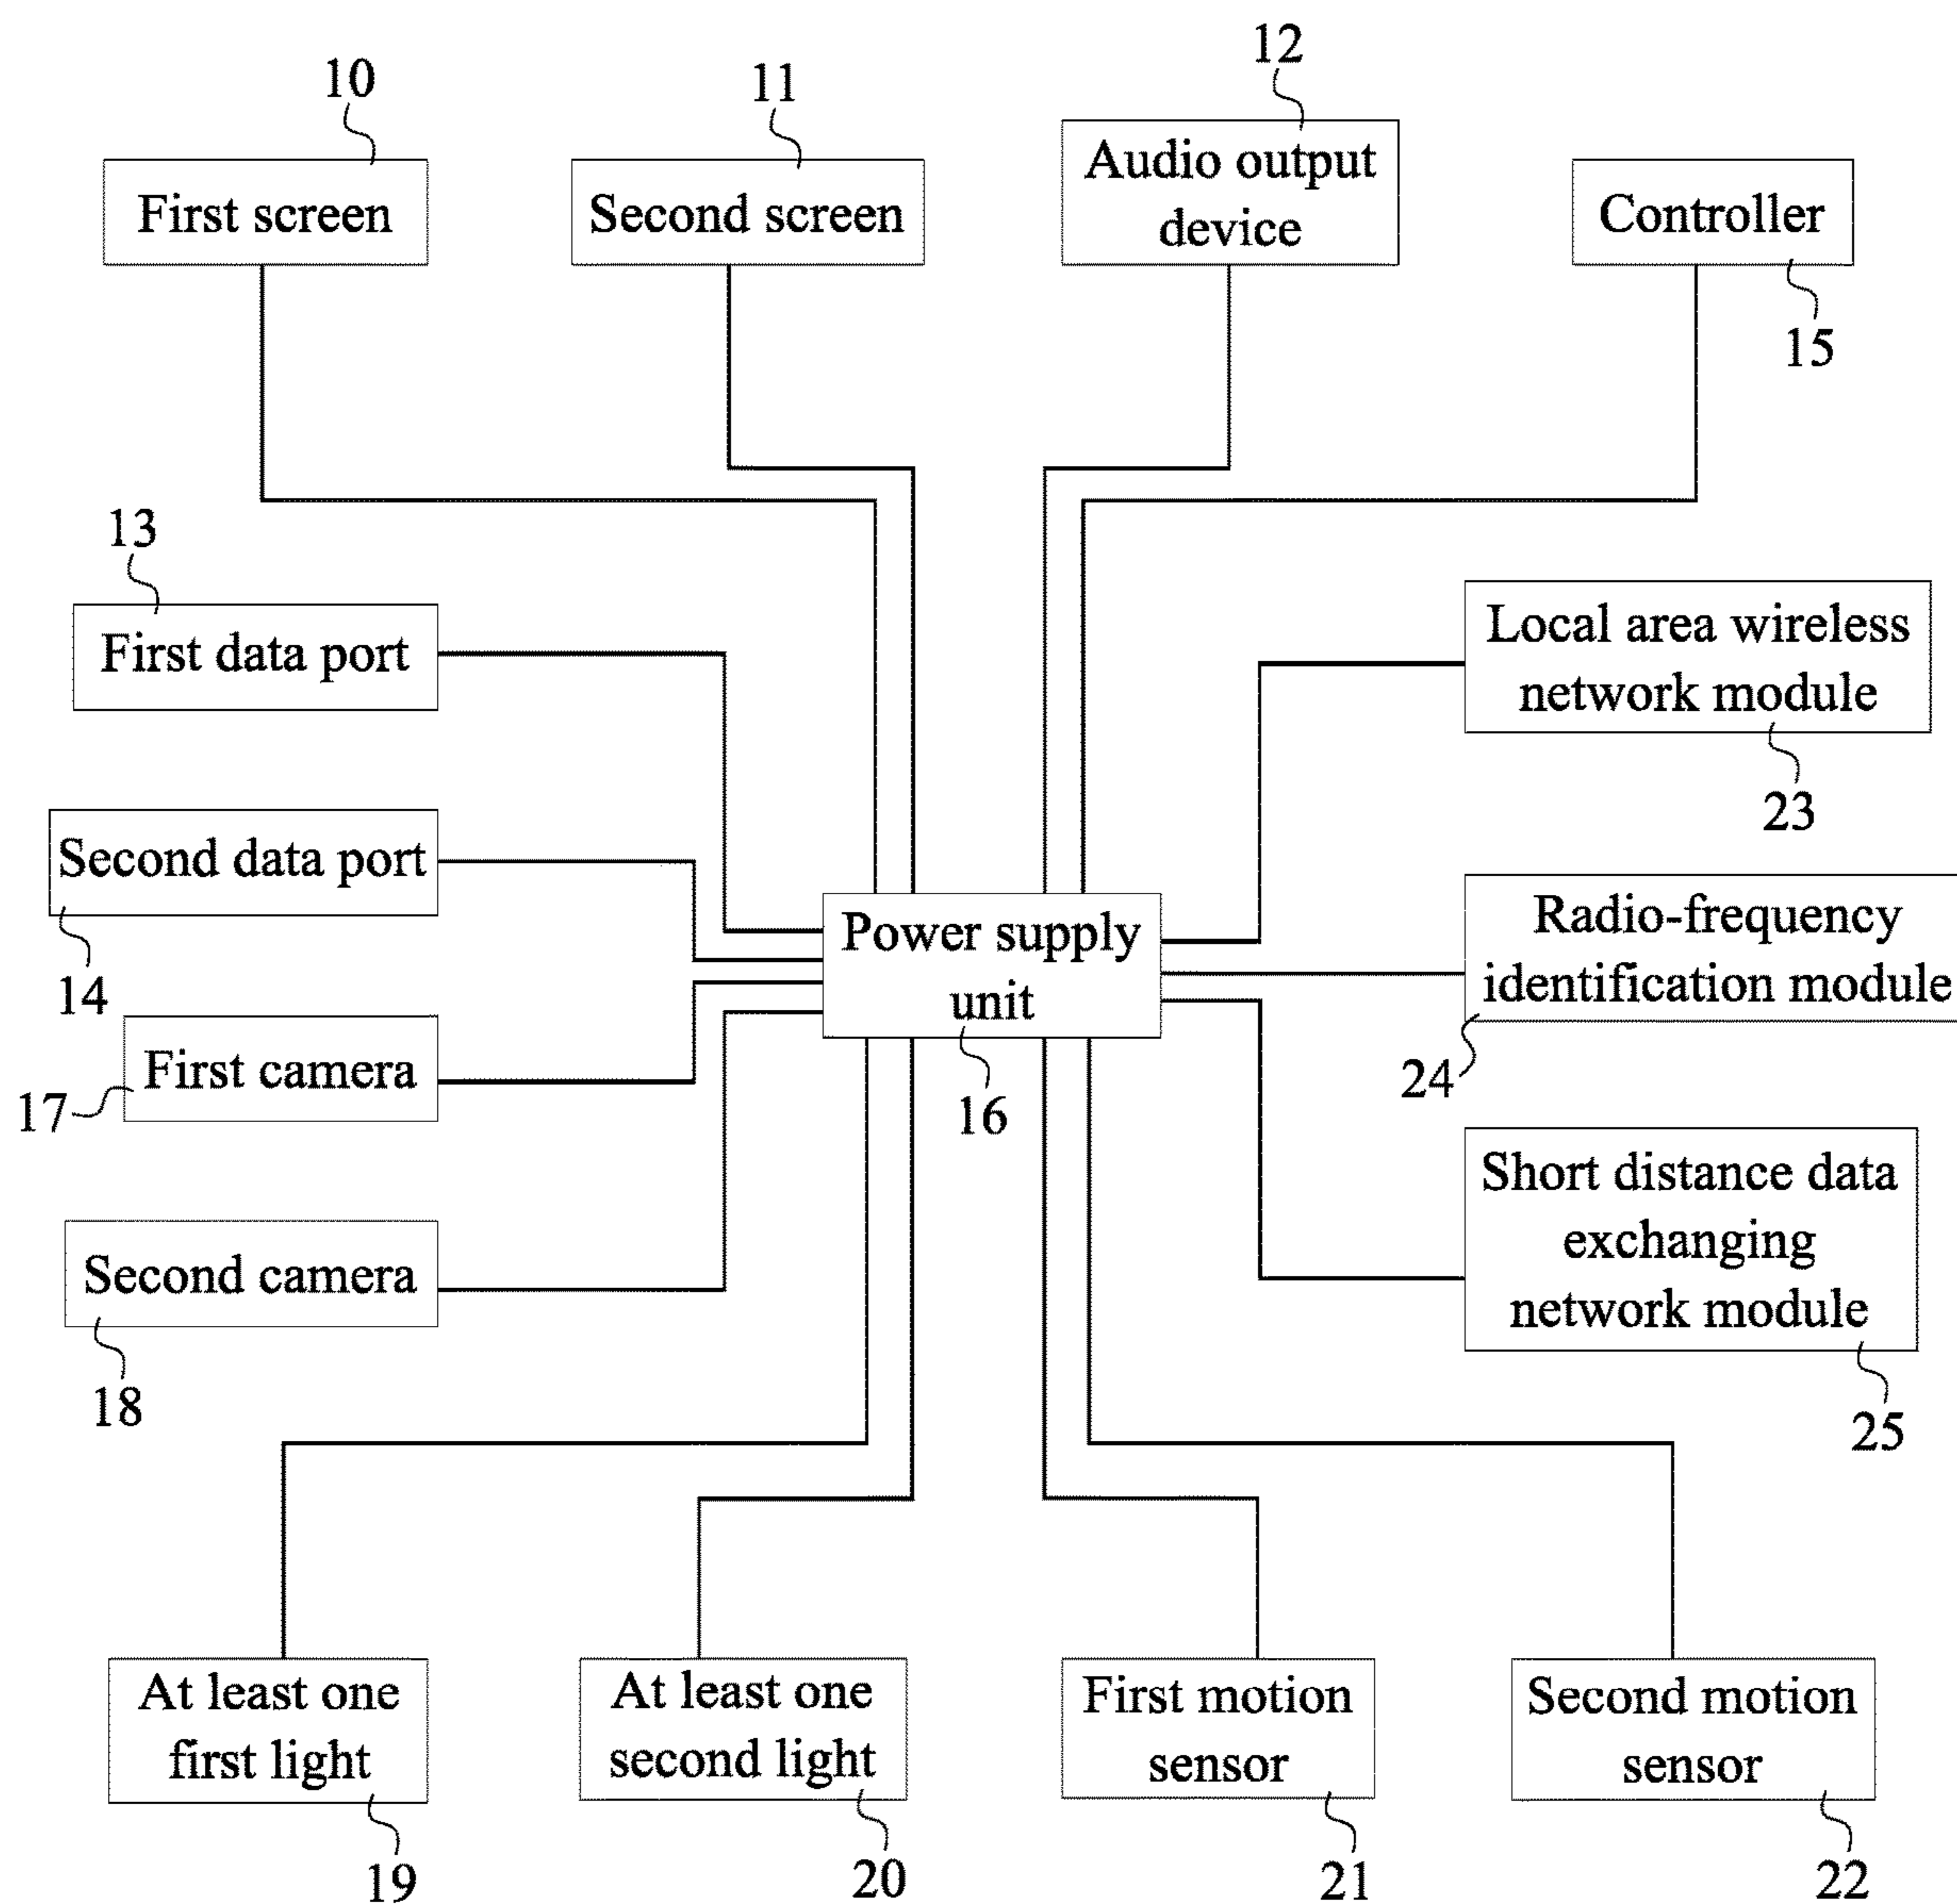 10
11
12
First screen
Second screen
Audio output
device
Controller
15
13
First data port
Local area wireless
network module
23
Second data port
14
Power supply
unit
16
Radio-frequency
identification module
24
First camera
17
Short distance data
exchanging
network module
25
Second camera
18
At least one
first light
19
At least one
second light
20
First motion
sensor
21
Second motion
sensor
22